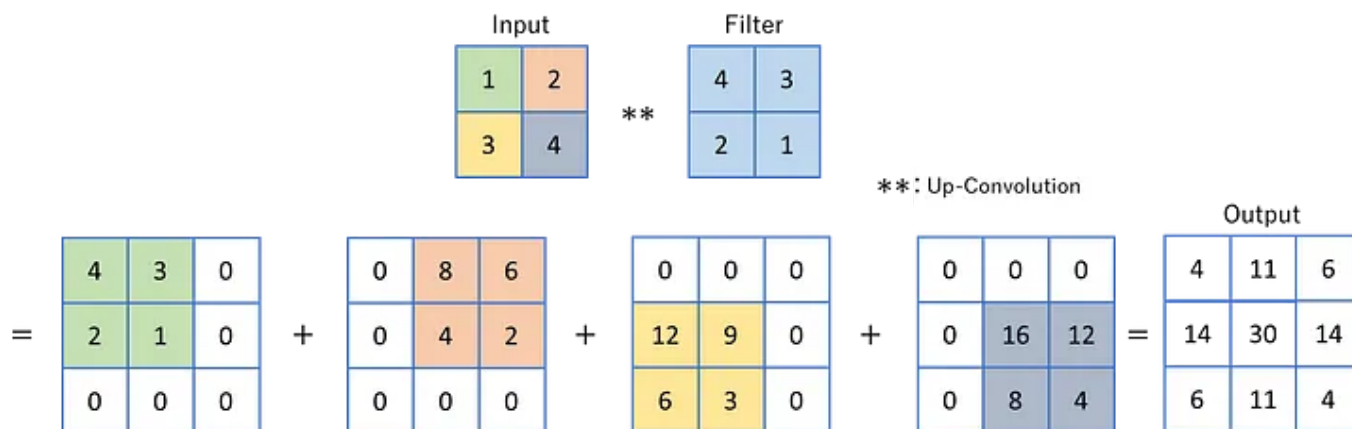 Input Filter
1 2 4 3
**
3 4 2 1
**: Up-Convolution
Output
4 3 0 0 8 6 0 0 0 0 0 0 4 11 6
= 2 1 0 + 0 4 2 + 12 9 0 + 0 16 12 = 14 30 14
0 0 0 0 0 0 6 3 0 0 8 4 6 11 4